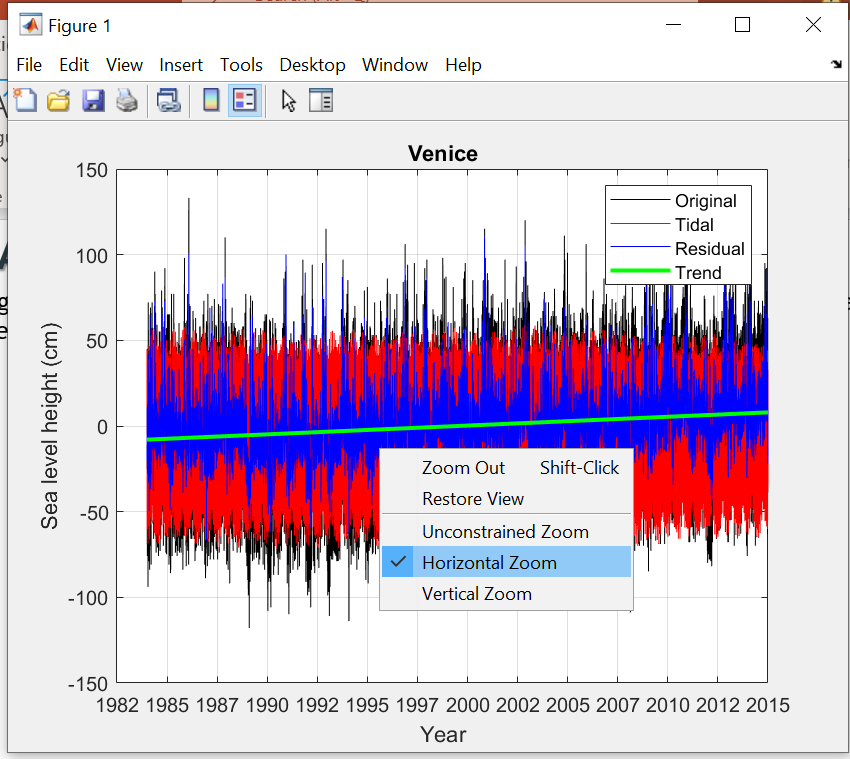 Figure 1
File Edit View Insert Tools Desktop Window Help
Venice
150
100
50
0
-50
-100
-150
Sea level height (cm)
Original
Tidal
Residual
Trend
Zoom Out Shift-Click
Restore View
Unconstrained Zoom
Horizontal Zoom
Vertical Zoom
1982 1985 1987 1990 1992 1995 1997 2000 2002 2005 2007 2010 2012 2015
Year